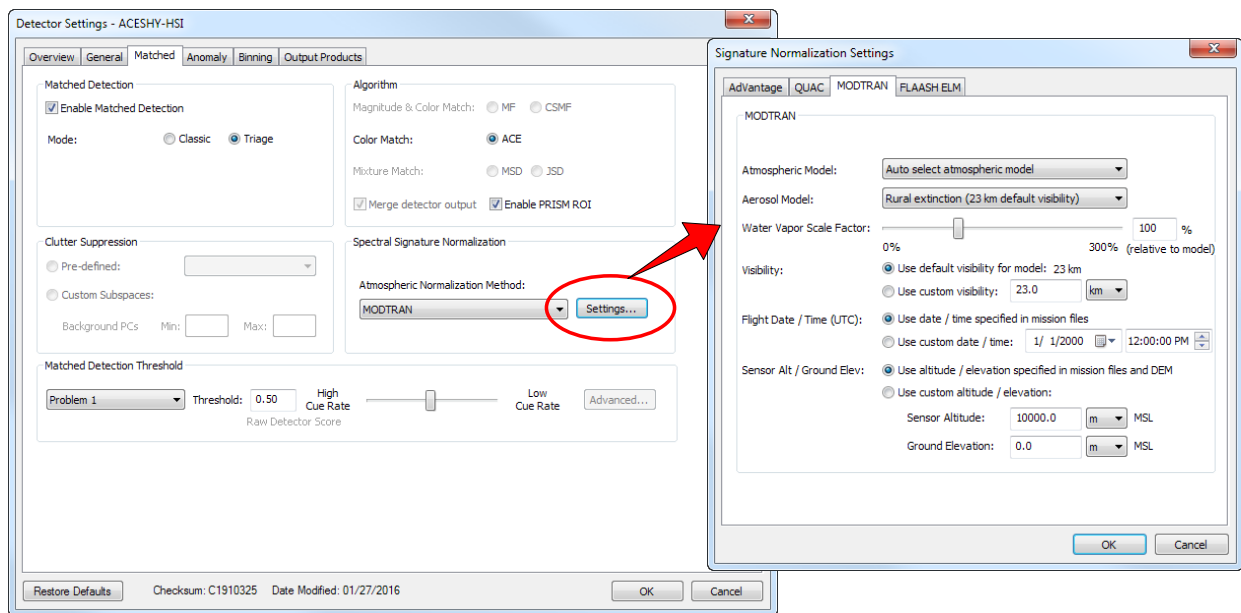 Detector Settings - ACESHY-HSI
Overview General Matched Anomaly Binning Output Products
Matched Detection
Enable Matched Detection
Mode: Classic Triage
Algorithm
Magnitude & Color Match: MF CSMF
Color Match: ACE
Mixture Match: MSD JSD
Merge detector output Enable PRISM ROI
Clutter Suppression
Pre-defined:
Custom Subspaces:
Background PCs Min: Max:
Spectral Signature Normalization
Atmospheric Normalization Method:
MODTRAN Settings...
Matched Detection Threshold
Problem 1 Threshold: 0.50 High Cue Rate Low Cue Rate Advanced...
Raw Detector Score
Restore Defaults Checksum: C1910325 Date Modified: 01/27/2016 OK Cancel
Signature Normalization Settings
AdVantage QUAC MODTRAN FLAASH ELM
MODTRAN
Atmospheric Model: Auto select atmospheric model
Aerosol Model: Rural extinction (23 km default visibility)
Water Vapor Scale Factor: 100 %
0% 300% (relative to model)
Visibility: Use default visibility for model: 23 km
Use custom visibility: 23.0 km
Flight Date / Time (UTC): Use date / time specified in mission files
Use custom date / time: 1/ 1/2000 12:00:00 PM
Sensor Alt / Ground Elev: Use altitude / elevation specified in mission files and DEM
Use custom altitude / elevation:
Sensor Altitude: 10000.0 m MSL
Ground Elevation: 0.0 m MSL
OK Cancel